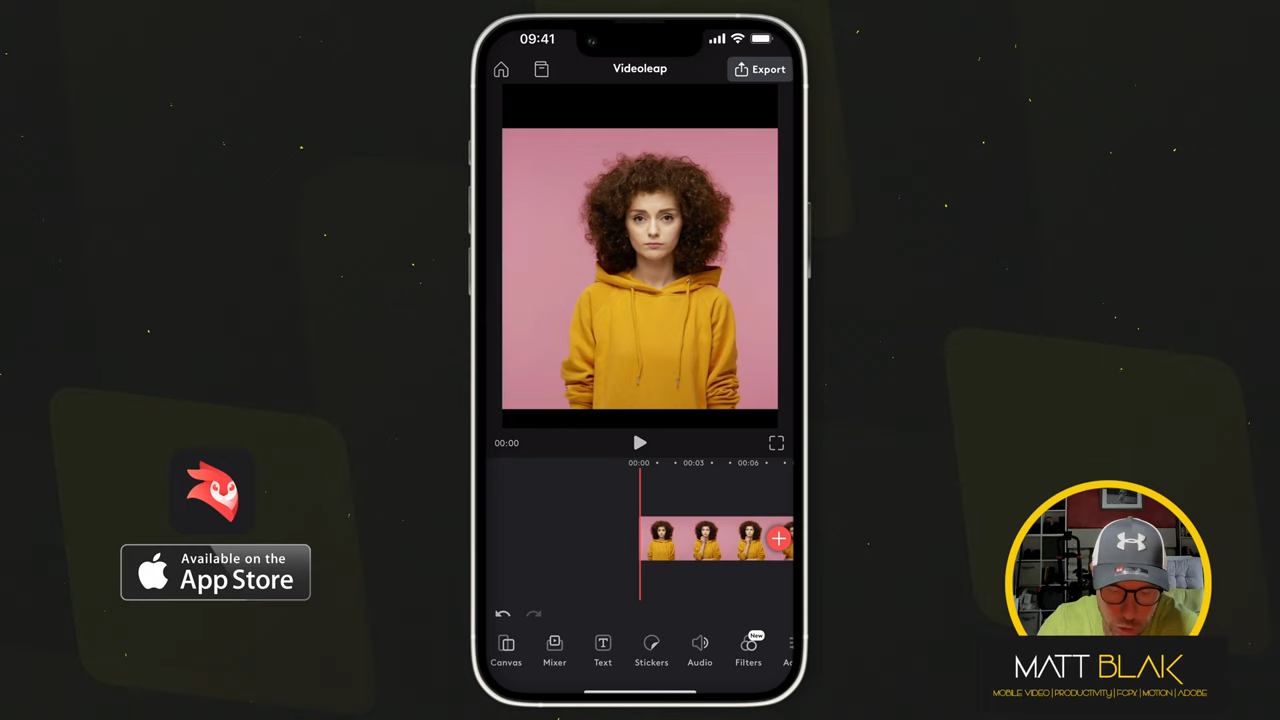 09:41
Videoleap
Export
00:00
00:00 00:03 00:06
Canvas Mixer Text Stickers Audio Filters
New
Available on the
App Store
MATT BLAK
MOBILE VIDEO | PRODUCTIVITY | FCPX | MOTION | ADOBE